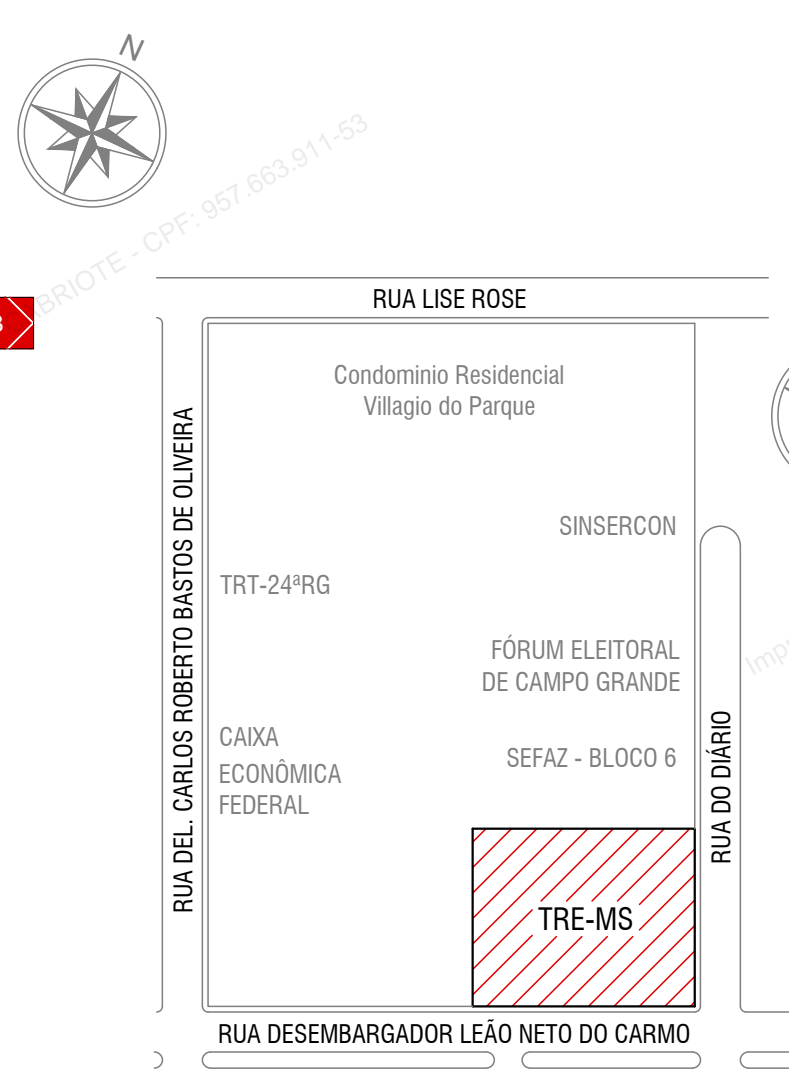 N
ABRIOTE - CPF: 957.663.911-53
RUA LISE ROSE
Condominio Residencial
Villagio do Parque
RUA DEL. CARLOS ROBERTO BASTOS DE OLIVEIRA
SINSERCON
TRT-24ªRG
FÓRUM ELEITORAL
DE CAMPO GRANDE
CAIXA
ECONÔMICA
FEDERAL
SEFAZ - BLOCO 6
RUA DO DIÁRIO
TRE-MS
RUA DESEMBARGADOR LEÃO NETO DO CARMO